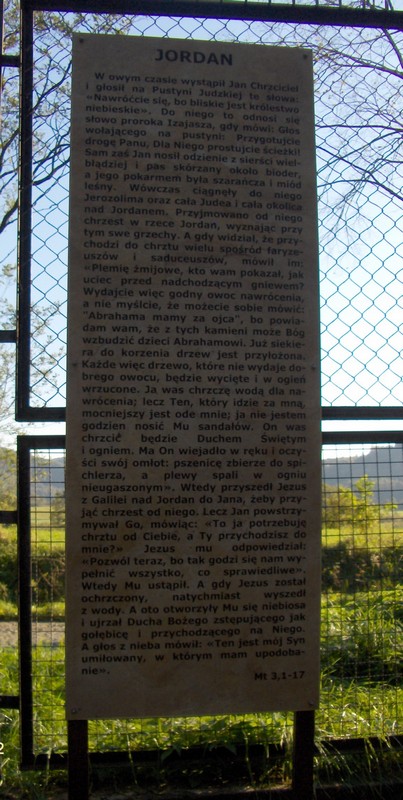 JORDAN
W owym czasie wystąpił Jan Chrzciciel
i głosił na Pustyni Judzkiej te słowa:
«Nawróćcie się, bo bliskie jest królestwo
niebieskie». Do niego to odnosi się
słowo proroka Izajasza, gdy mówi: Głos
wołającego na pustyni: Przygotujcie
drogę Panu, Dla Niego prostujcie ścieżki!
Sam zaś Jan nosił odzienie z sierści wiel-
błądziej i pas skórzany około bioder,
a jego pokarmem była szarańcza i miód
leśny. Wówczas ciągnęły do niego
Jerozolima oraz cała Judea i cała okolica
nad Jordanem. Przyjmowano od niego
chrzest w rzece Jordan, wyznając przy
tym swe grzechy. A gdy widział, że przy-
chodzi do chrztu wielu spośród faryze-
uszów i saduceuszów, mówił im:
«Plemię żmijowe, kto wam pokazał, jak
uciec przed nadchodzącym gniewem?
Wydajcie więc godny owoc nawrócenia,
a nie myślcie, że możecie sobie mówić:
"Abrahama mamy za ojca", bo powia-
dam wam, że z tych kamieni może Bóg
wzbudzić dzieci Abrahamowi. Już siekie-
ra do korzenia drzew jest przyłożona.
Każde więc drzewo, które nie wydaje do-
brego owocu, będzie wycięte i w ogień
wrzucone. Ja was chrzczę wodą dla na-
wrócenia; lecz Ten, który idzie za mną,
mocniejszy jest ode mnie; ja nie jestem
godzien nosić Mu sandałów. On was
chrzcić będzie Duchem Świętym
i ogniem. Ma On wiejadło w ręku i oczy-
ści swój omłot: pszenicę zbierze do spi-
chlerza, a plewy spali w ogniu
nieugaszonym». Wtedy przyszedł Jezus
z Galilei nad Jordan do Jana, żeby przy-
jąć chrzest od niego. Lecz Jan powstrzy-
mywał Go, mówiąc: «To ja potrzebuję
chrztu od Ciebie, a Ty przychodzisz do
mnie?» Jezus mu odpowiedział:
«Pozwól teraz, bo tak godzi się nam wy-
pełnić wszystko, co sprawiedliwe».
Wtedy Mu ustąpił. A gdy Jezus został
ochrzczony, natychmiast wyszedł
z wody. A oto otworzyły Mu się niebiosa
i ujrzał Ducha Bożego zstępującego jak
gołębicę i przychodzącego na Niego.
A głos z nieba mówił: «Ten jest mój Syn
umiłowany, w którym mam upodoba-
nie».
Mt 3,1-17